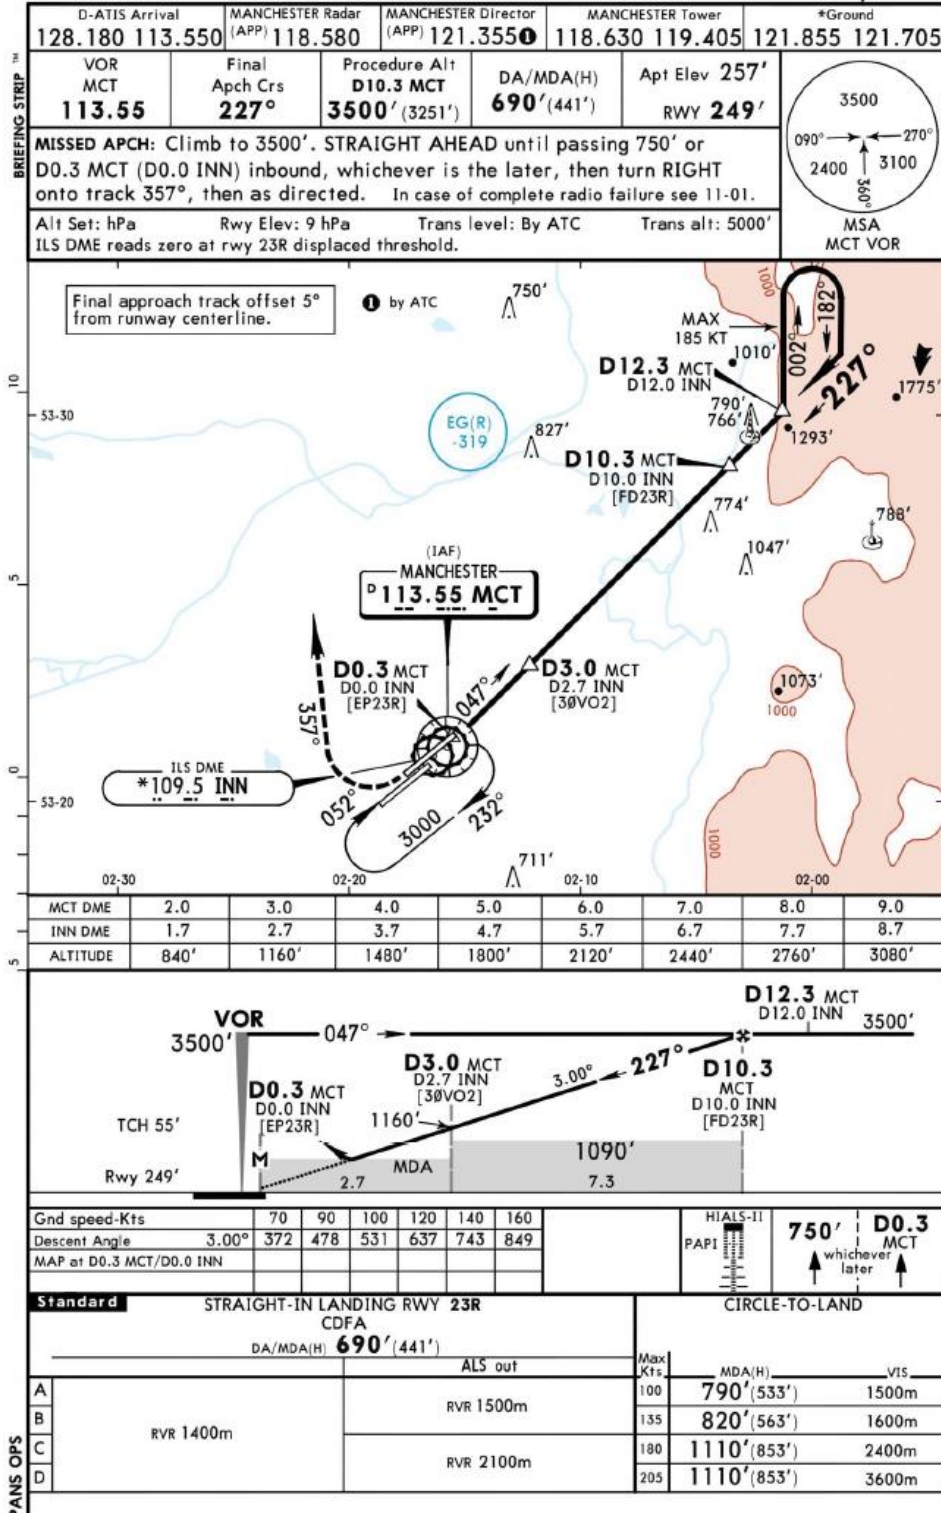 D-ATIS Arrival
128.180 113.550
MANCHESTER Radar
(APP) 118.580
MANCHESTER Director
(APP) 121.355❶
MANCHESTER Tower
118.630 119.405
*Ground
121.855 121.705
BRIEFING STRIP ™
VOR
MCT
113.55
Final
Apch Crs
227°
Procedure Alt
D10.3 MCT
3500' (3251')
DA/MDA(H)
690' (441')
Apt Elev 257'
RWY 249'
MISSED APCH: Climb to 3500'. STRAIGHT AHEAD until passing 750' or
D0.3 MCT (D0.0 INN) inbound, whichever is the later, then turn RIGHT
onto track 357°, then as directed. In case of complete radio failure see 11-01.
Alt Set: hPa Rwy Elev: 9 hPa Trans level: By ATC Trans alt: 5000'
ILS DME reads zero at rwy 23R displaced threshold.
3500
090°
270°
2400
3100
360°
MSA
MCT VOR
Final approach track offset 5°
from runway centerline.
❶ by ATC
750'
1000
MAX
185 KT
002°
182°
1010'
D12.3 MCT
D12.0 INN
227°
1775'
10
53-30
EG(R)
-319
827'
790'
766'
1293'
D10.3 MCT
D10.0 INN
[FD23R]
774'
788'
1047'
5
(IAF)
MANCHESTER
D 113.55 MCT
D0.3 MCT
D0.0 INN
[EP23R]
047°
D3.0 MCT
D2.7 INN
[30VO2]
1073'
1000
357°
ILS DME
*109.5 INN
0
53-20
052°
3000
232°
1000
711'
02-30
02-20
02-10
02-00
5
MCT DME 2.0 3.0 4.0 5.0 6.0 7.0 8.0 9.0
INN DME 1.7 2.7 3.7 4.7 5.7 6.7 7.7 8.7
ALTITUDE 840' 1160' 1480' 1800' 2120' 2440' 2760' 3080'
VOR
3500'
047°
D12.3 MCT
D12.0 INN
3500'
D3.0 MCT
D2.7 INN
[30VO2]
3.00°
227°
D10.3
MCT
D10.0 INN
[FD23R]
D0.3 MCT
D0.0 INN
[EP23R]
TCH 55'
1160'
1090'
M
MDA
Rwy 249'
2.7
7.3
Gnd speed-Kts 70 90 100 120 140 160
Descent Angle 3.00° 372 478 531 637 743 849
MAP at D0.3 MCT/D0.0 INN
HIALS-II
PAPI
750'
whichever
later
D0.3
MCT
Standard
STRAIGHT-IN LANDING RWY 23R
CDFA
DA/MDA(H) 690' (441')
ALS out
A
B
C
D
RVR 1400m
RVR 1500m
RVR 2100m
CIRCLE-TO-LAND
Max
Kts
MDA(H) VIS
100 790' (533') 1500m
135 820' (563') 1600m
180 1110' (853') 2400m
205 1110' (853') 3600m
PANS OPS